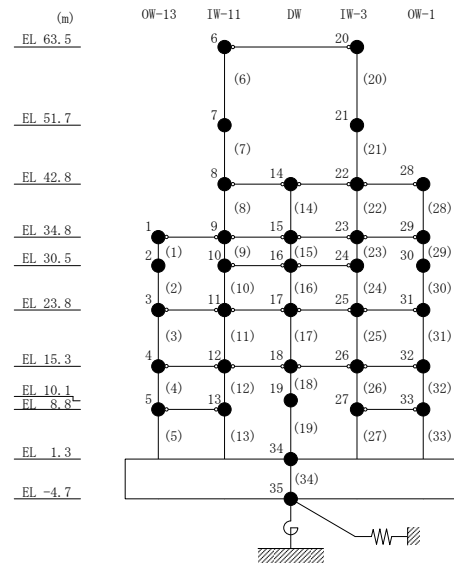 (m) OW-13 IW-11 DW IW-3 OW-1
EL 63.5 6 20
(6) (20)
EL 51.7 7 21
(7) (21)
EL 42.8 8 14 22 28
(8) (14) (22) (28)
EL 34.8 1 9 15 23 29
(1) (9) (15) (23) (29)
EL 30.5 2 10 16 24 30
(2) (10) (16) (24) (30)
EL 23.8 3 11 17 25 31
(3) (11) (17) (25) (31)
EL 15.3 4 12 18 26 32
(4) (12) (18) (26) (32)
EL 10.1 19
EL 8.8 5 13 27 33
(5) (13) (19) (27) (33)
EL 1.3 34
(34)
EL -4.7 35